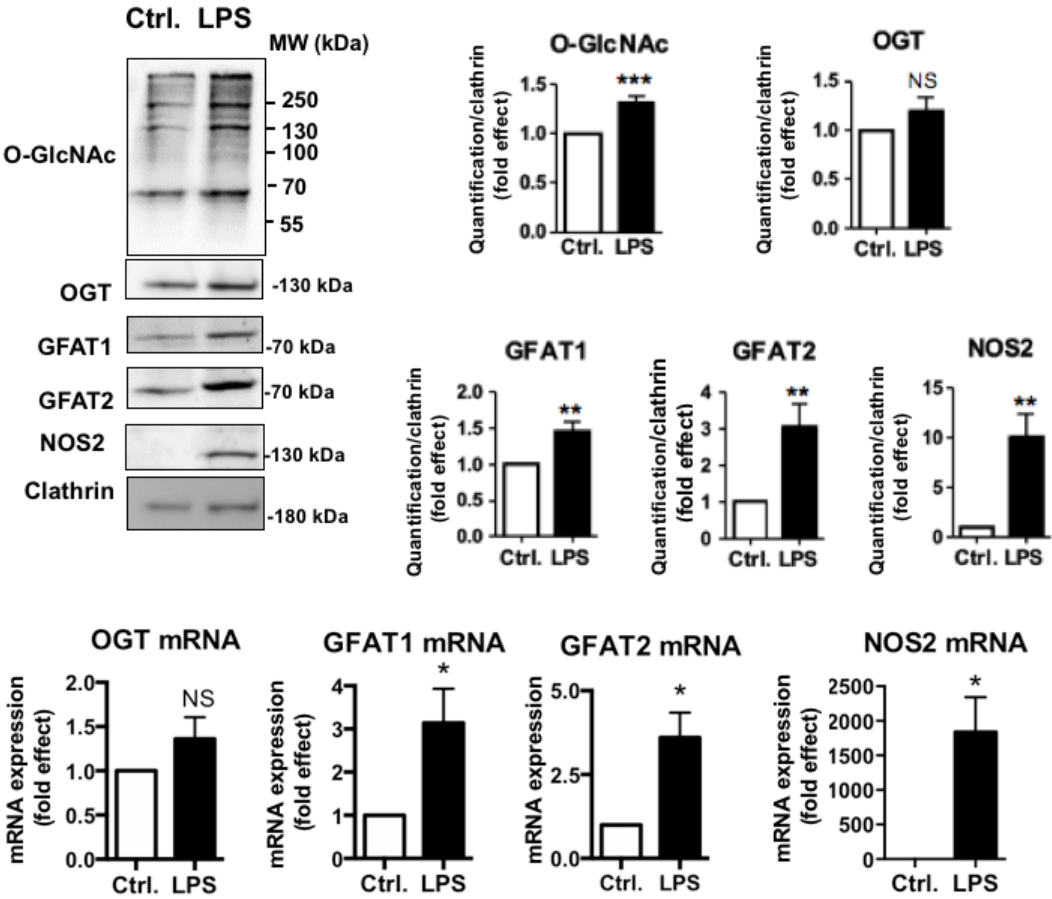 Ctrl. LPS
MW (kDa)
O-GlcNAc
250
130
100
70
55
OGT
-130 kDa
GFAT1
-70 kDa
GFAT2
-70 kDa
NOS2
-130 kDa
Clathrin
-180 kDa
O-GlcNAc
Quantification/clathrin
(fold effect)
1.5
1.0
0.5
0.0
***
Ctrl. LPS
OGT
Quantification/clathrin
(fold effect)
1.5
1.0
0.5
0.0
NS
Ctrl. LPS
GFAT1
Quantification/clathrin
(fold effect)
2.0
1.5
1.0
0.5
0.0
**
Ctrl. LPS
GFAT2
Quantification/clathrin
(fold effect)
4
3
2
1
0
**
Ctrl. LPS
NOS2
Quantification/clathrin
(fold effect)
15
10
5
0
**
Ctrl. LPS
OGT mRNA
mRNA expression
(fold effect)
2.0
1.5
1.0
0.5
0.0
NS
Ctrl. LPS
GFAT1 mRNA
mRNA expression
(fold effect)
4
3
2
1
0
*
Ctrl. LPS
GFAT2 mRNA
mRNA expression
(fold effect)
5.0
2.5
0.0
*
Ctrl. LPS
NOS2 mRNA
mRNA expression
(fold effect)
2500
2000
1500
1000
500
0
*
Ctrl. LPS